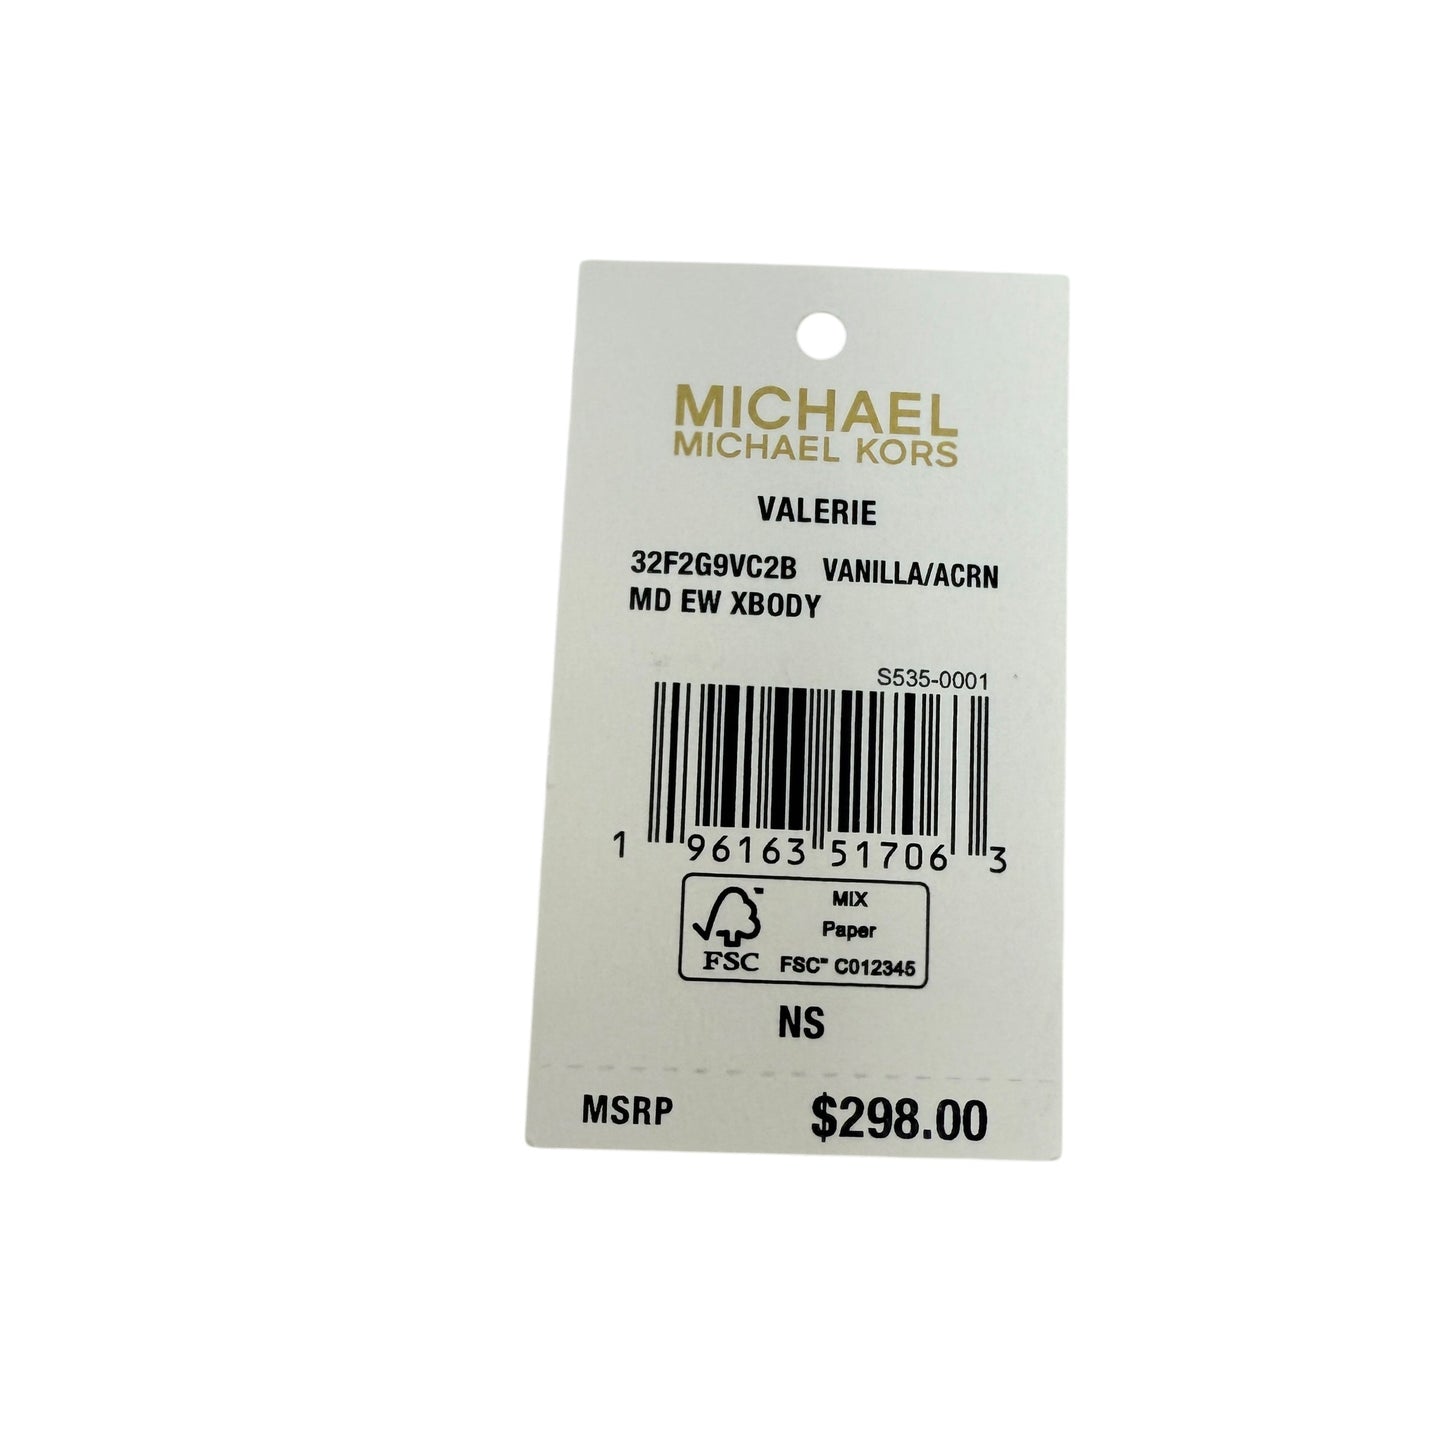 MICHAEL
MICHAEL KORS
VALERIE
32F2G9VC2B VANILLA/ACRN
MD EW XBODY
S535-0001
1 96163 51706 3
MIX
Paper
FSC FSC™ C012345
NS
MSRP $298.00